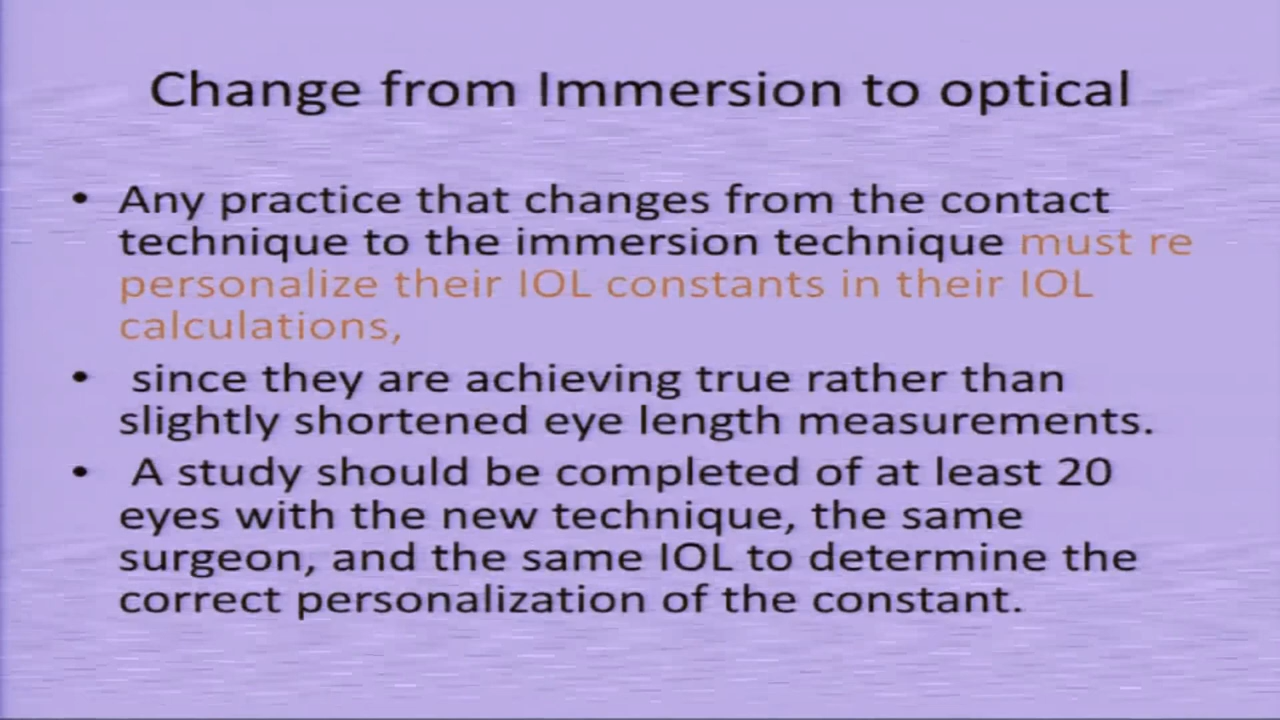 Change from Immersion to optical
• Any practice that changes from the contact
technique to the immersion technique must re
personalize their IOL constants in their IOL
calculations,
• since they are achieving true rather than
slightly shortened eye length measurements.
• A study should be completed of at least 20
eyes with the new technique, the same
surgeon, and the same IOL to determine the
correct personalization of the constant.